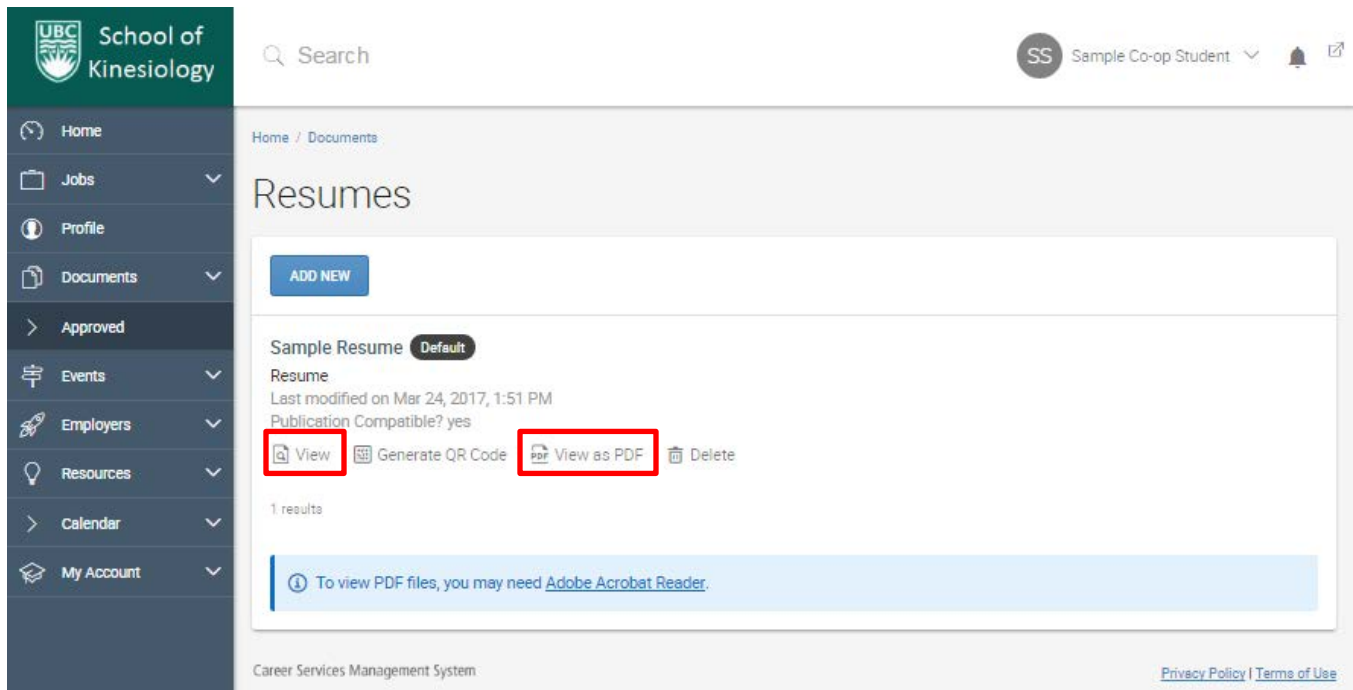 UBC School of
Kinesiology
Search
SS Sample Co-op Student
Home
Jobs
Profile
Documents
Approved
Events
Employers
Resources
Calendar
My Account
Home / Documents
Resumes
ADD NEW
Sample Resume Default
Resume
Last modified on Mar 24, 2017, 1:51 PM
Publication Compatible? yes
View Generate QR Code PDF View as PDF Delete
1 results
To view PDF files, you may need Adobe Acrobat Reader.
Career Services Management System
Privacy Policy | Terms of Use